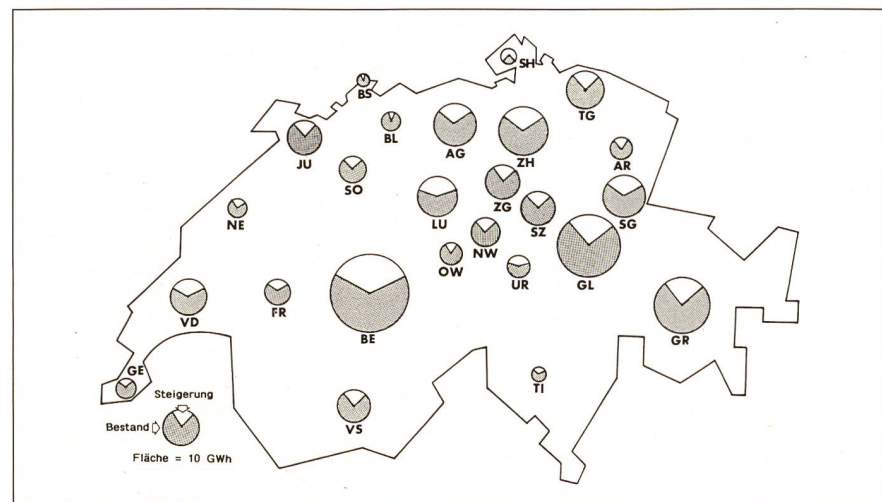 SH
BS
TG
BL
AG
ZH
JU
AR
SO
ZG
LU
SZ
SG
NE
NW
OW
UR
GL
VD
FR
BE
GR
GE
TI
Steigerung
VS
Bestand
Fläche = 10 GWh